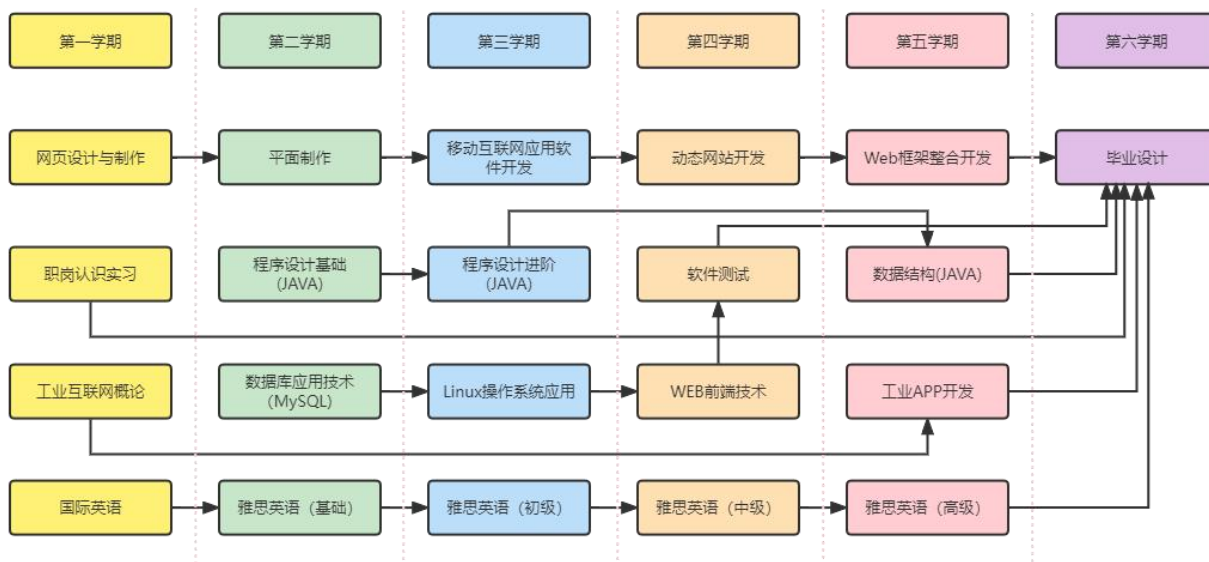 第一学期
第二学期
第三学期
第四学期
第五学期
第六学期
网页设计与制作
平面制作
移动互联网应用软
件开发
动态网站开发
Web框架整合开发
毕业设计
职岗认识实习
程序设计基础
(JAVA)
程序设计进阶
(JAVA)
软件测试
数据结构(JAVA)
工业互联网概论
数据库应用技术
(MySQL)
Linux操作系统应用
WEB前端技术
工业APP开发
国际英语
雅思英语（基础）
雅思英语（初级）
雅思英语（中级）
雅思英语（高级）